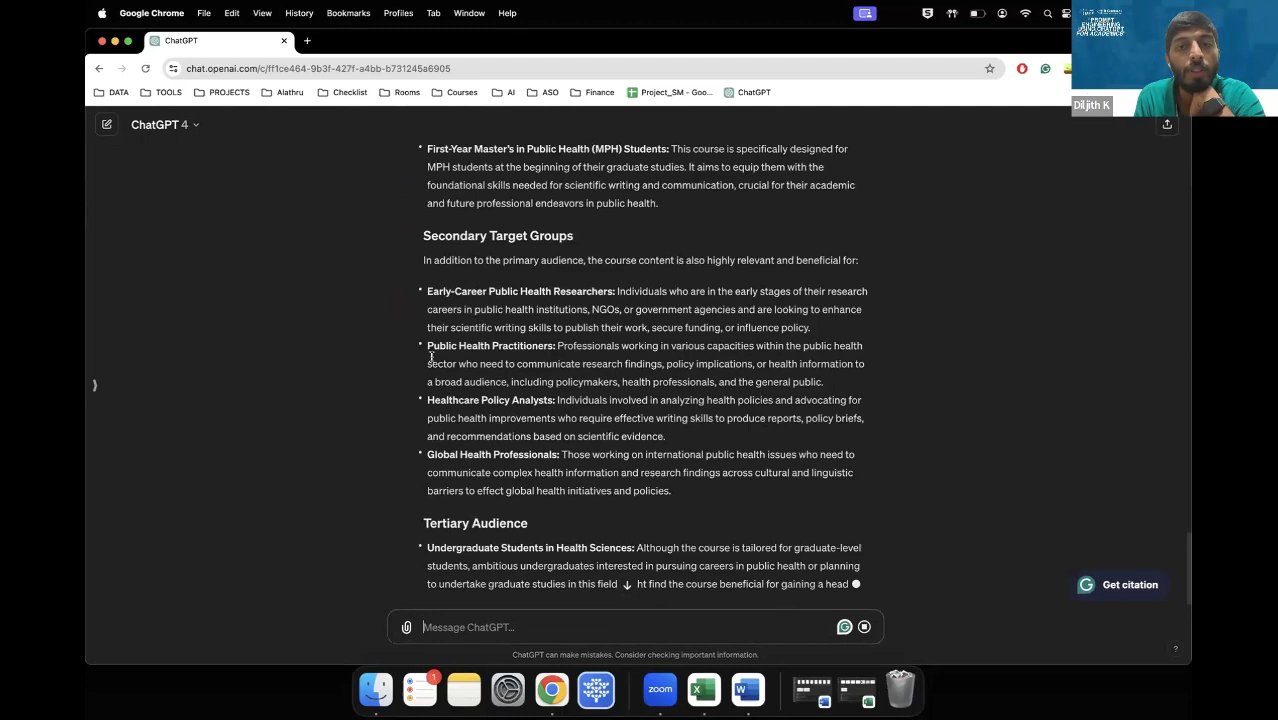 Google Chrome File Edit View History Bookmarks Profiles Tab Window Help
PROMPT
ENGINEERING
USING CHATGPT
FOR ACADEMICS
ChatGPT
chat.openai.com/c/ff1ce464-9b3f-427f-a4bb-b731245a6905
DATA TOOLS PROJECTS Alathru Checklist Rooms Courses AI ASO Finance Project_SM - Goo... ChatGPT
Diljith K
ChatGPT 4
First-Year Master's in Public Health (MPH) Students: This course is specifically designed for
MPH students at the beginning of their graduate studies. It aims to equip them with the
foundational skills needed for scientific writing and communication, crucial for their academic
and future professional endeavors in public health.
Secondary Target Groups
In addition to the primary audience, the course content is also highly relevant and beneficial for:
Early-Career Public Health Researchers: Individuals who are in the early stages of their research
careers in public health institutions, NGOs, or government agencies and are looking to enhance
their scientific writing skills to publish their work, secure funding, or influence policy.
Public Health Practitioners: Professionals working in various capacities within the public health
sector who need to communicate research findings, policy implications, or health information to
a broad audience, including policymakers, health professionals, and the general public.
Healthcare Policy Analysts: Individuals involved in analyzing health policies and advocating for
public health improvements who require effective writing skills to produce reports, policy briefs,
and recommendations based on scientific evidence.
Global Health Professionals: Those working on international public health issues who need to
communicate complex health information and research findings across cultural and linguistic
barriers to effect global health initiatives and policies.
Tertiary Audience
Undergraduate Students in Health Sciences: Although the course is tailored for graduate-level
students, ambitious undergraduates interested in pursuing careers in public health or planning
to undertake graduate studies in this field ht find the course beneficial for gaining a head
Get citation
Message ChatGPT...
ChatGPT can make mistakes. Consider checking important information.
?
1
zoom